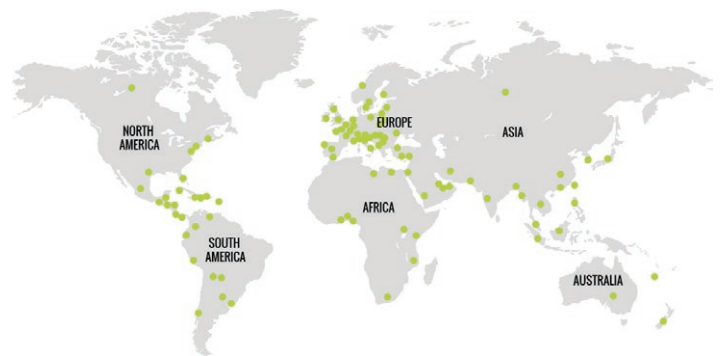 NORTH
AMERICA
EUROPE
ASIA
AFRICA
SOUTH
AMERICA
AUSTRALIA